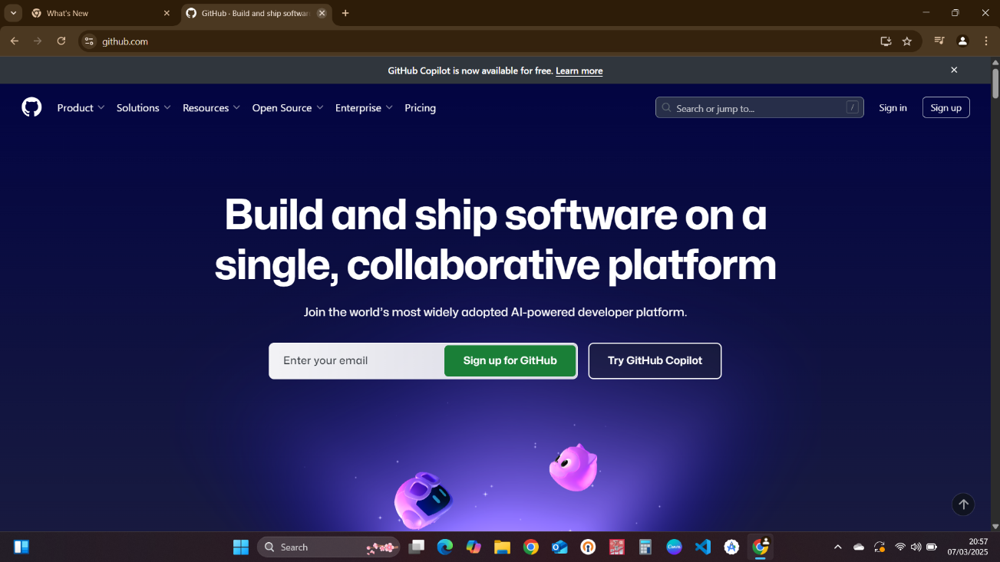 What's New
GitHub · Build and ship softwar
github.com
GitHub Copilot is now available for free. Learn more
Product Solutions Resources Open Source Enterprise Pricing Search or jump to... / Sign in Sign up
Build and ship software on a
single, collaborative platform
Join the world's most widely adopted AI-powered developer platform.
Enter your email Sign up for GitHub Try GitHub Copilot
Search
20:57
07/03/2025